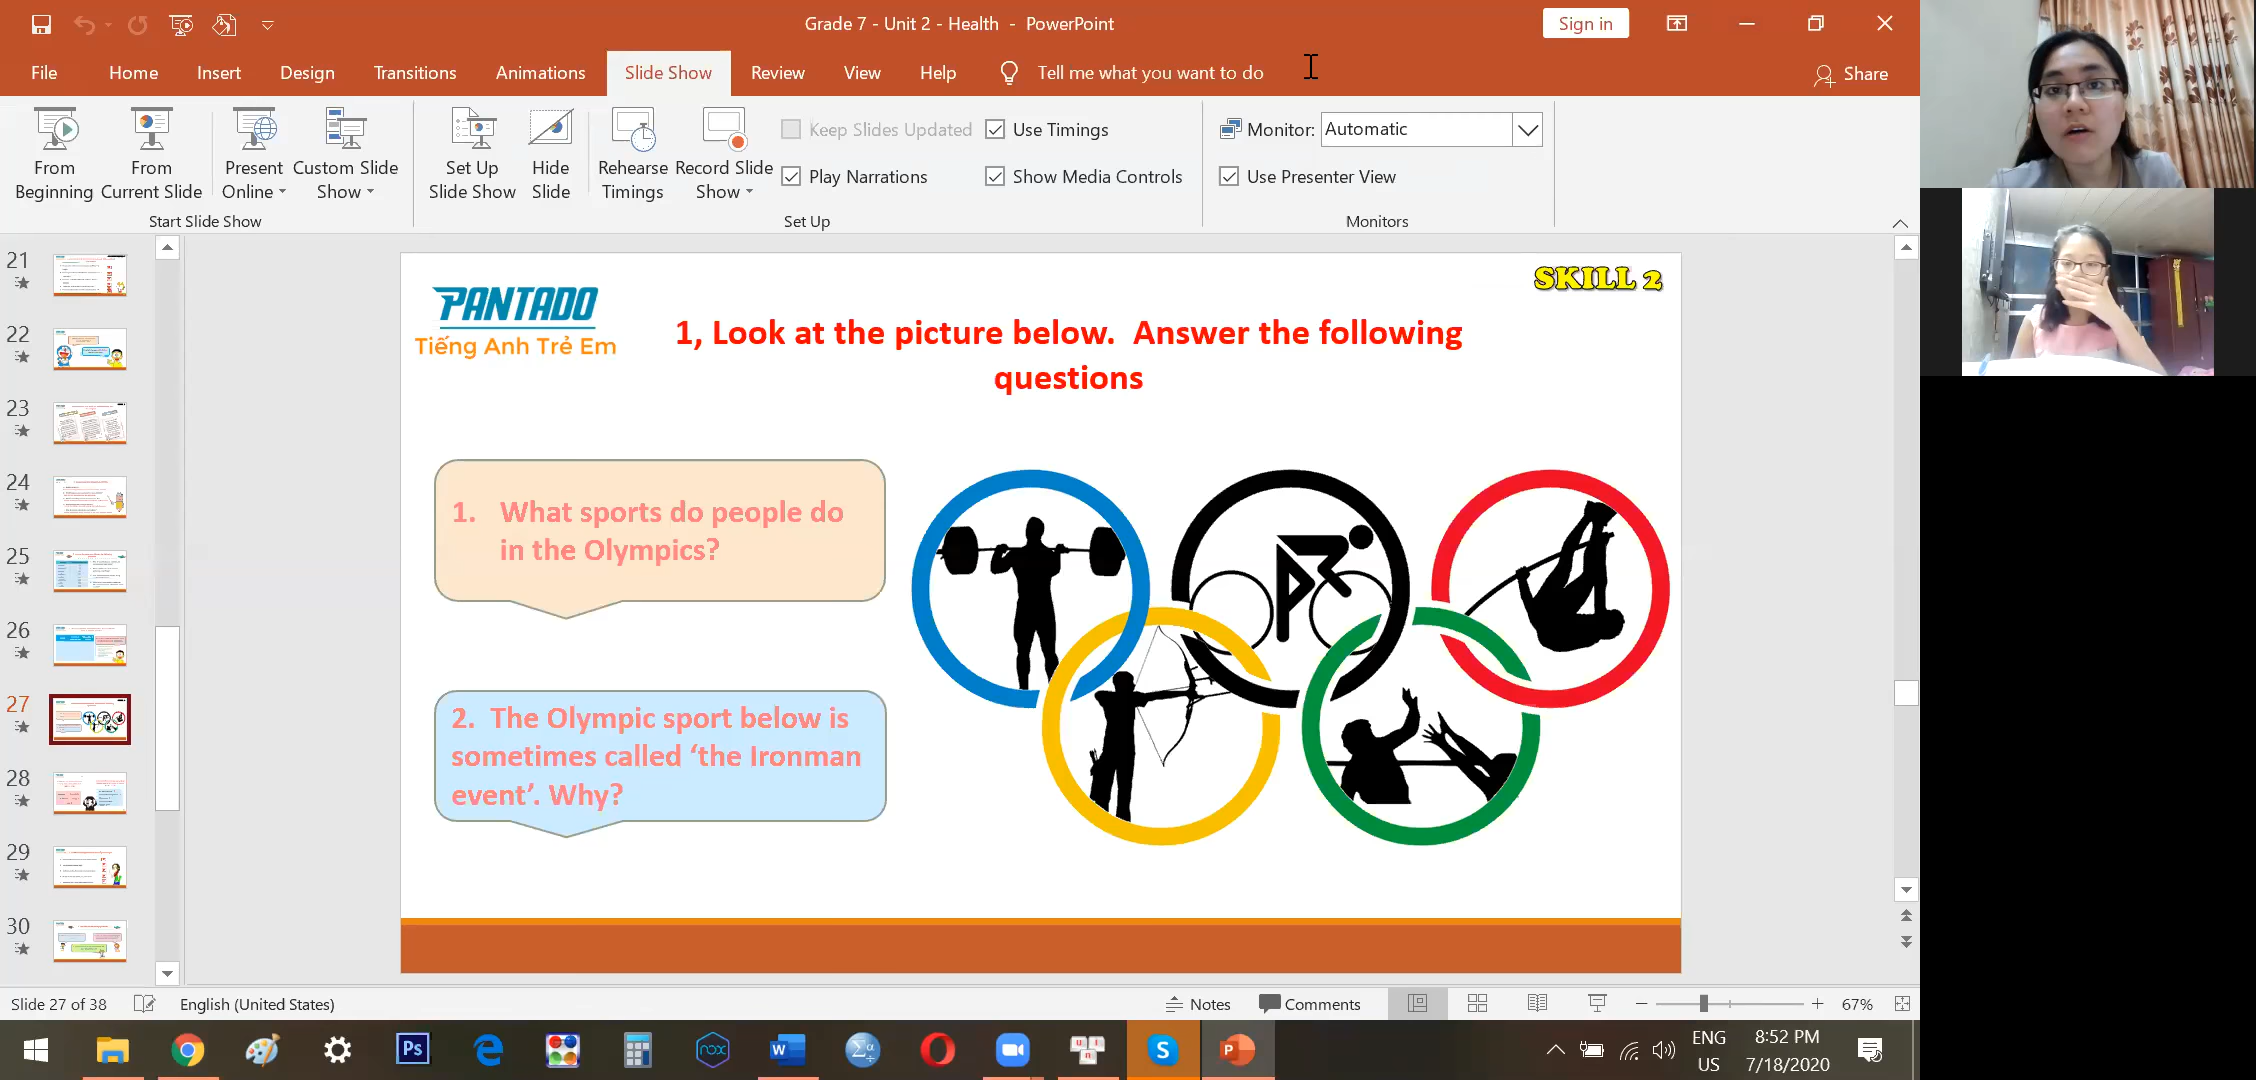 Grade 7 - Unit 2 - Health - PowerPoint
Sign in
File Home Insert Design Transitions Animations Slide Show Review View Help Tell me what you want to do Share
From Beginning
From Current Slide
Present Online
Custom Slide Show
Set Up Slide Show
Hide Slide
Rehearse Timings
Record Slide Show
Keep Slides Updated
Use Timings
Play Narrations
Show Media Controls
Monitor: Automatic
Use Presenter View
Start Slide Show
Set Up
Monitors
21
22
23
24
25
26
27
28
29
30
SKILL 2
PANTADO
Tiếng Anh Trẻ Em
1, Look at the picture below. Answer the following
questions
1. What sports do people do
in the Olympics?
2. The Olympic sport below is
sometimes called ‘the Ironman
event’. Why?
Slide 27 of 38
English (United States)
Notes
Comments
67%
Ps
nox
W
S
P
ENG
US
8:52 PM
7/18/2020